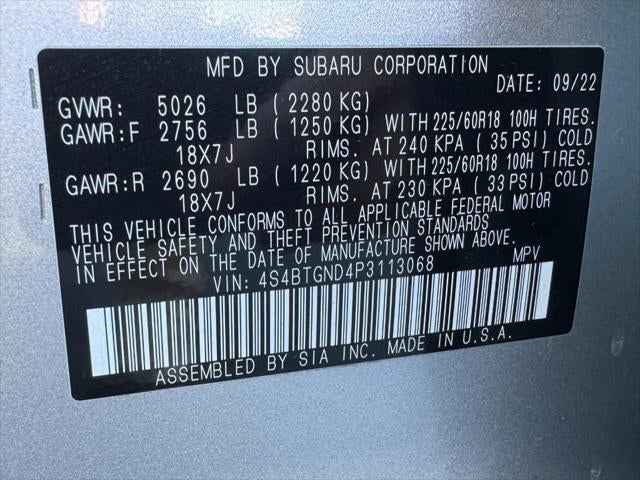 MFD BY SUBARU CORPORATION
DATE: 09/22
GVWR: 5026 LB ( 2280 KG)
GAWR:F 2756 LB ( 1250 KG) WITH 225/60R18 100H TIRES.
18X7J RIMS. AT 240 KPA ( 35 PSI) COLD
GAWR:R 2690 LB ( 1220 KG) WITH 225/60R18 100H TIRES.
18X7J RIMS. AT 230 KPA ( 33 PSI) COLD
THIS VEHICLE CONFORMS TO ALL APPLICABLE FEDERAL MOTOR
VEHICLE SAFETY AND THEFT PREVENTION STANDARDS
IN EFFECT ON THE DATE OF MANUFACTURE SHOWN ABOVE.
VIN: 4S4BTGND4P3113068 MPV
ASSEMBLED BY SIA INC. MADE IN U.S.A.